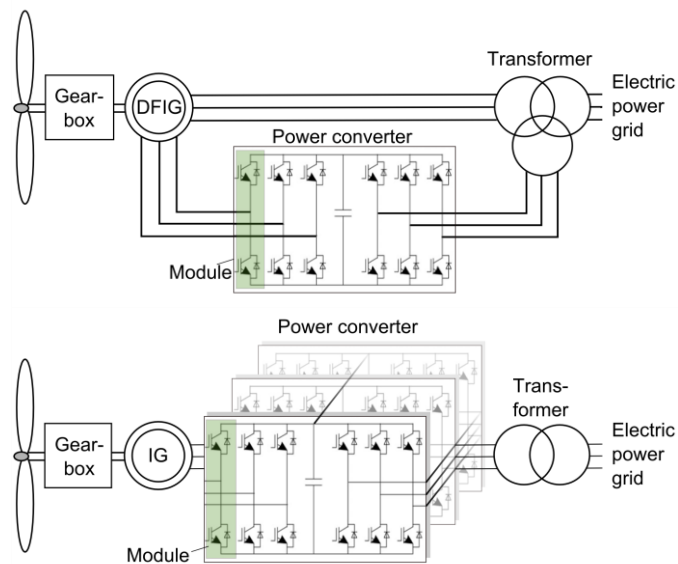 Transformer
Gear-
box
DFIG
Electric
power
grid
Power converter
Module
Power converter
Trans-
former
Gear-
box
IG
Electric
power
grid
Module